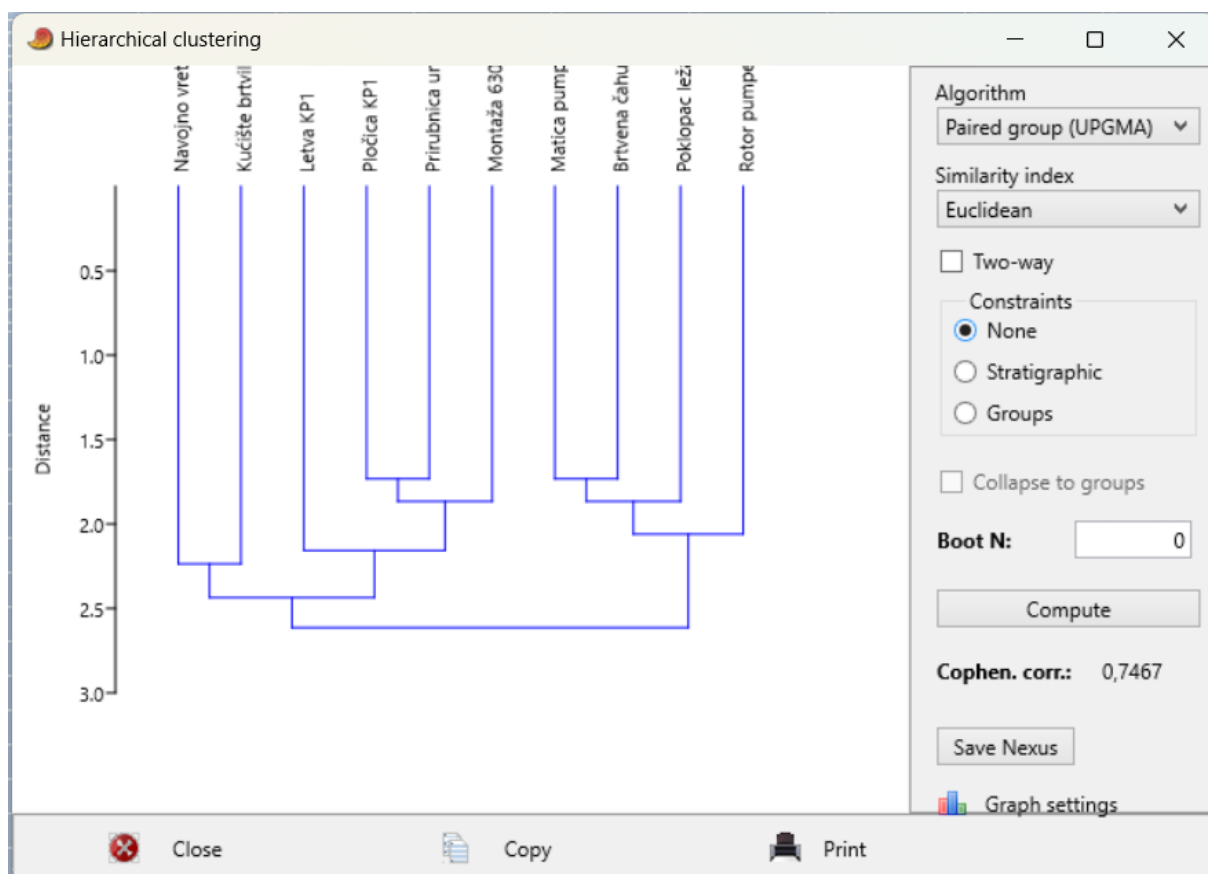 Hierarchical clustering
Navojno vret
Kućište brtvil
Letva KP1
Pločica KP1
Prirubnica ur
Montaža 630
Matica pump
Brtvena čahu
Poklopac leža
Rotor pumpe
Distance
0.5
1.0
1.5
2.0
2.5
3.0
Algorithm
Paired group (UPGMA)
Similarity index
Euclidean
Two-way
Constraints
None
Stratigraphic
Groups
Collapse to groups
Boot N: 0
Compute
Cophen. corr.: 0,7467
Save Nexus
Graph settings
Close Copy Print